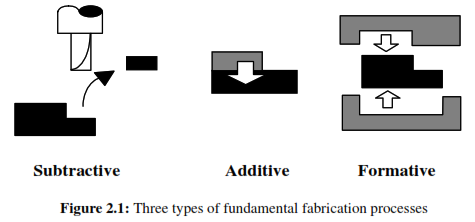 Subtractive Additive Formative
Figure 2.1: Three types of fundamental fabrication processes